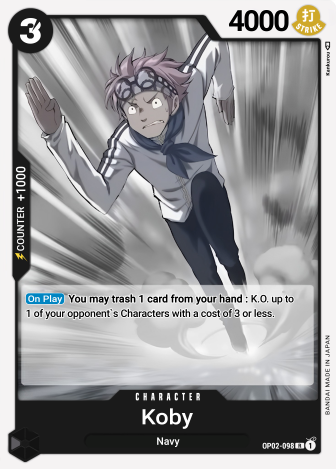 3
4000
打
STRIKE
Kankurou
COUNTER +1000
On Play You may trash 1 card from your hand : K.O. up to
1 of your opponent`s Characters with a cost of 3 or less.
BANDAI MADE IN JAPAN
CHARACTER
Koby
Navy
OP02-098 R 1